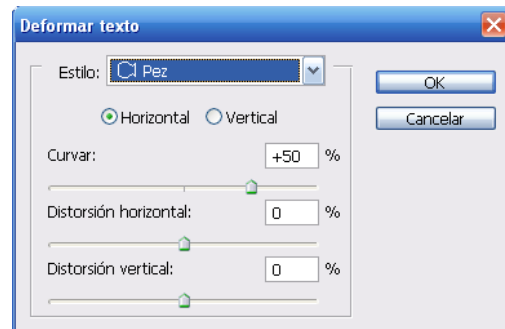 Deformar texto
Estilo: Pez
OK
Horizontal Vertical
Cancelar
Curvar: +50 %
Distorsión horizontal: 0 %
Distorsión vertical: 0 %